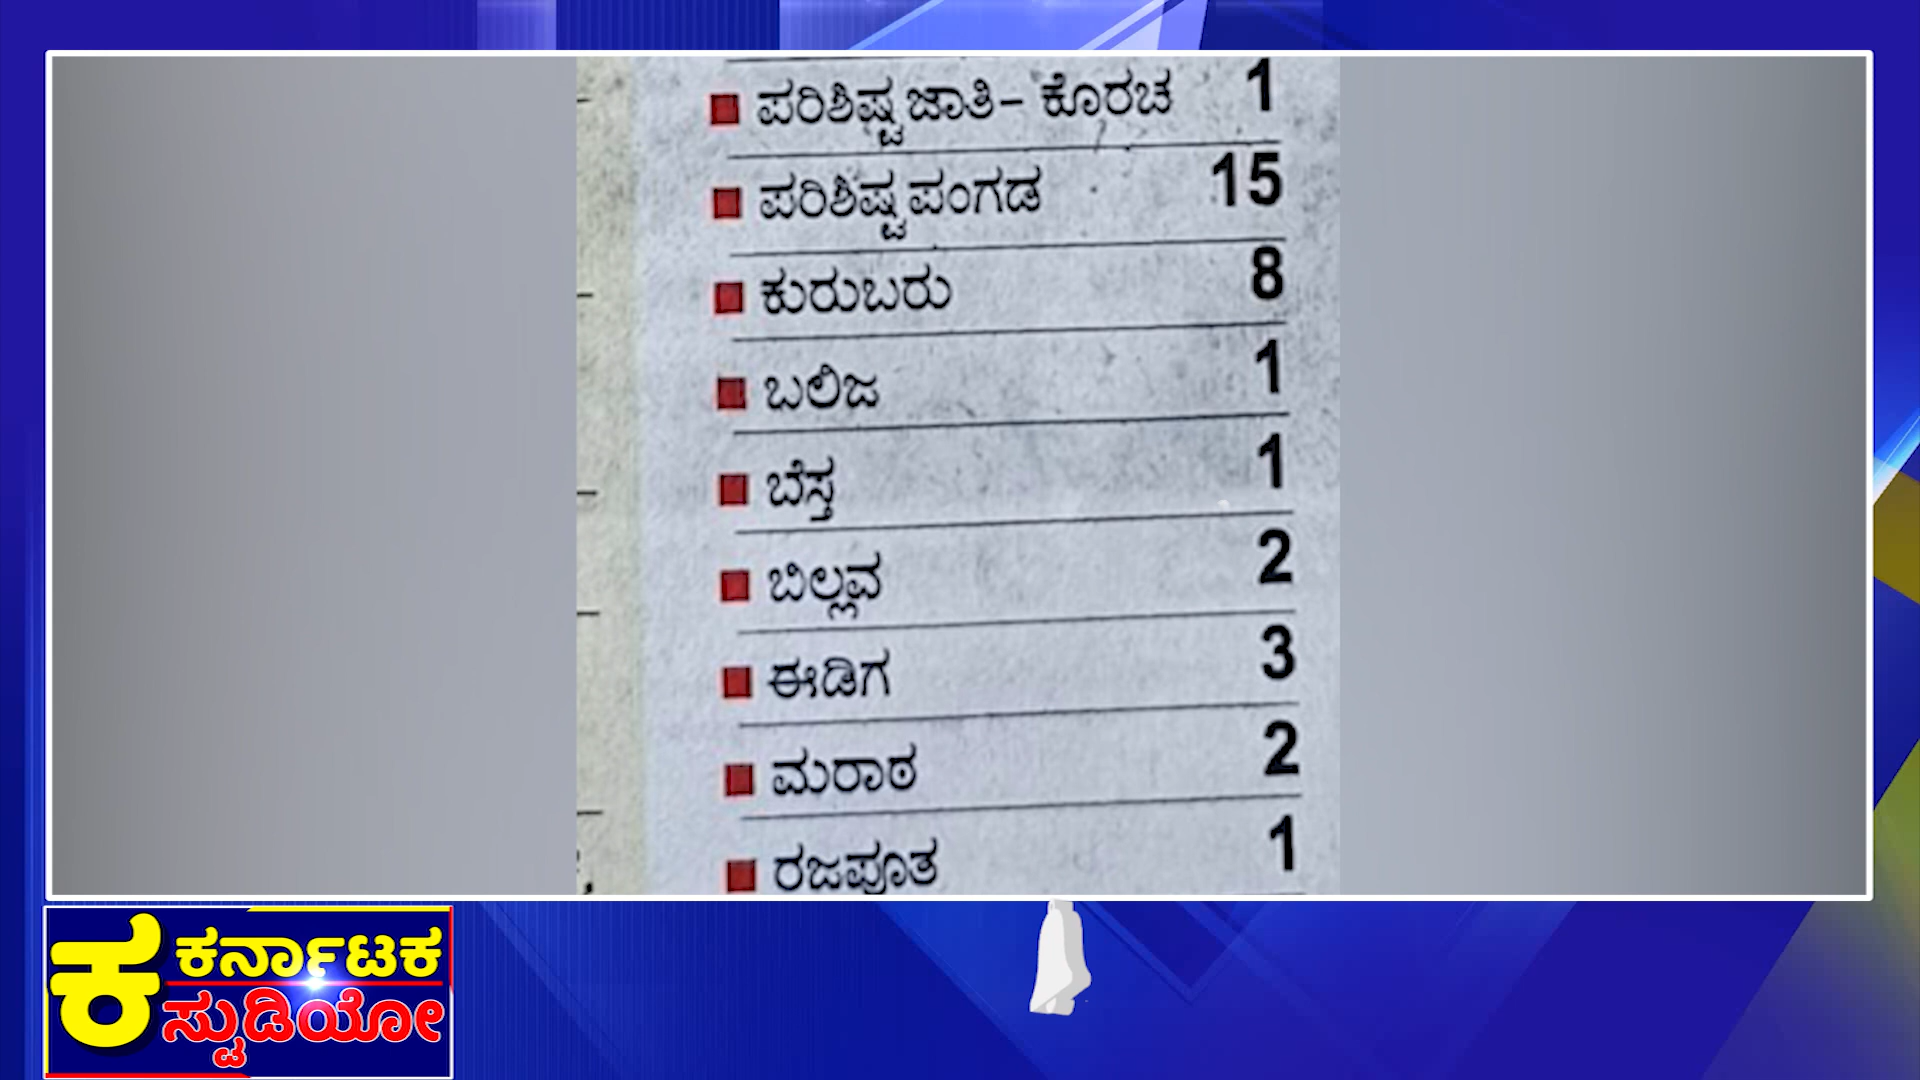 ಪರಿಶಿಷ್ಟ ಜಾತಿ- ಕೊರಚ 1
ಪರಿಶಿಷ್ಟ ಪಂಗಡ 15
ಕುರುಬರು 8
ಬಲಿಜ 1
ಬೆಸ್ತ 1
ಬಿಲ್ಲವ 2
ಈಡಿಗ 3
ಮರಾಠ 2
ರಜಪೂತ 1
ಕ
ಕರ್ನಾಟಕ
ಸ್ಟುಡಿಯೋ